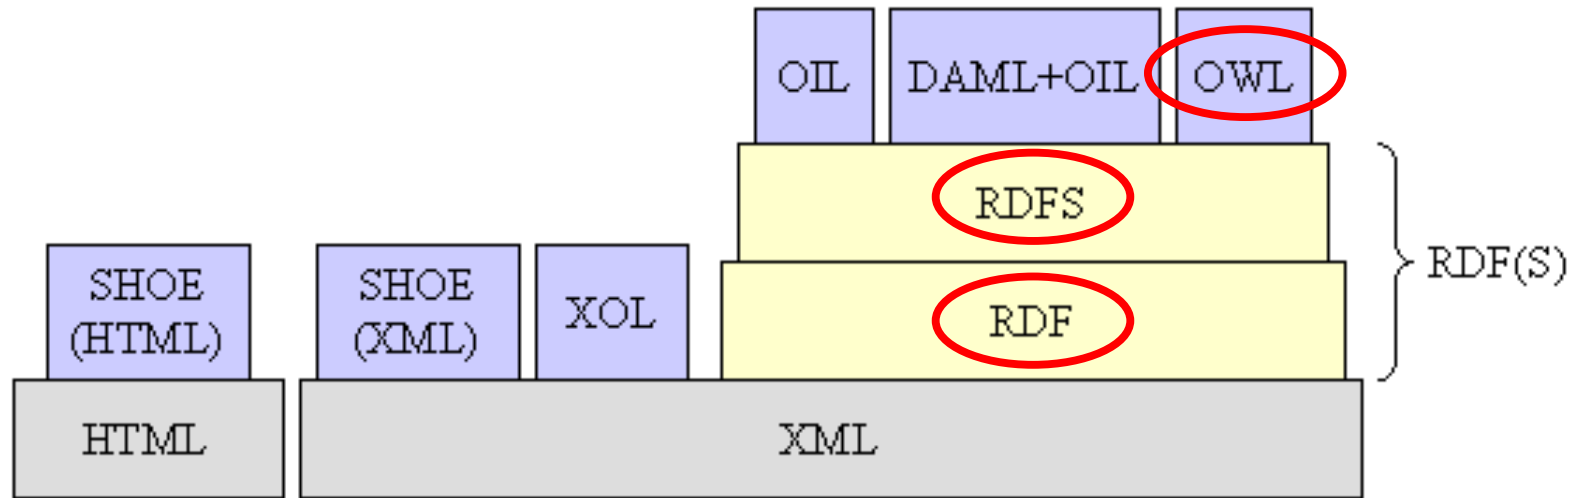 OIL
DAML+OIL
OWL
RDFS
RDF(S)
SHOE
(HTML)
SHOE
(XML)
XOL
RDF
HTML
XML